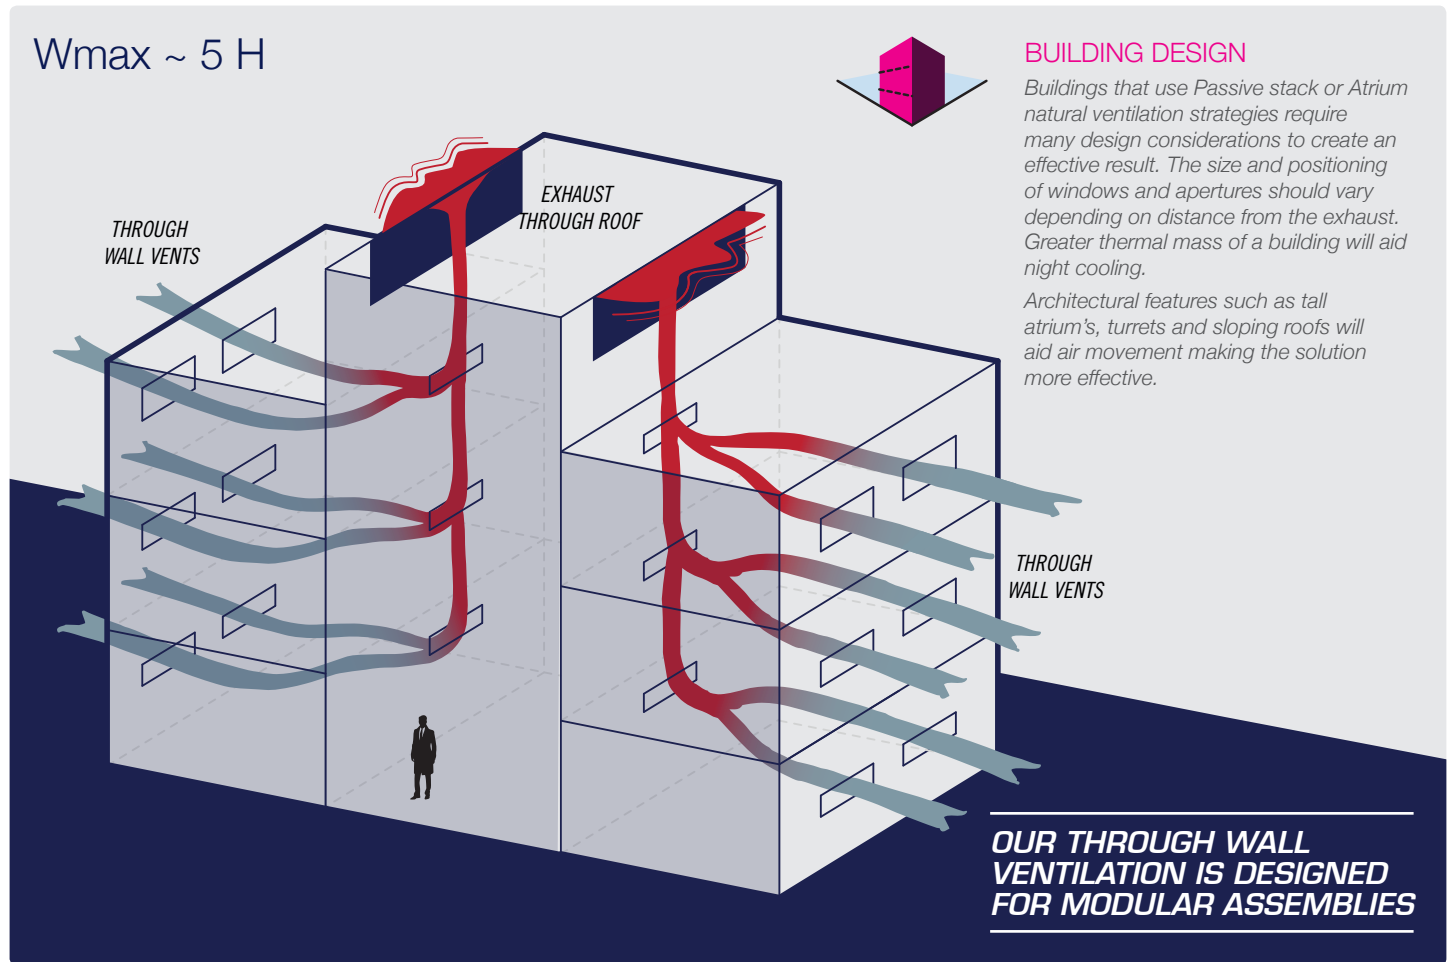 Wmax ~ 5 H
BUILDING DESIGN
Buildings that use Passive stack or Atrium
natural ventilation strategies require
many design considerations to create an
effective result. The size and positioning
of windows and apertures should vary
depending on distance from the exhaust.
Greater thermal mass of a building will aid
night cooling.
Architectural features such as tall
atrium's, turrets and sloping roofs will
aid air movement making the solution
more effective.
THROUGH
WALL VENTS
EXHAUST
THROUGH ROOF
THROUGH
WALL VENTS
OUR THROUGH WALL
VENTILATION IS DESIGNED
FOR MODULAR ASSEMBLIES